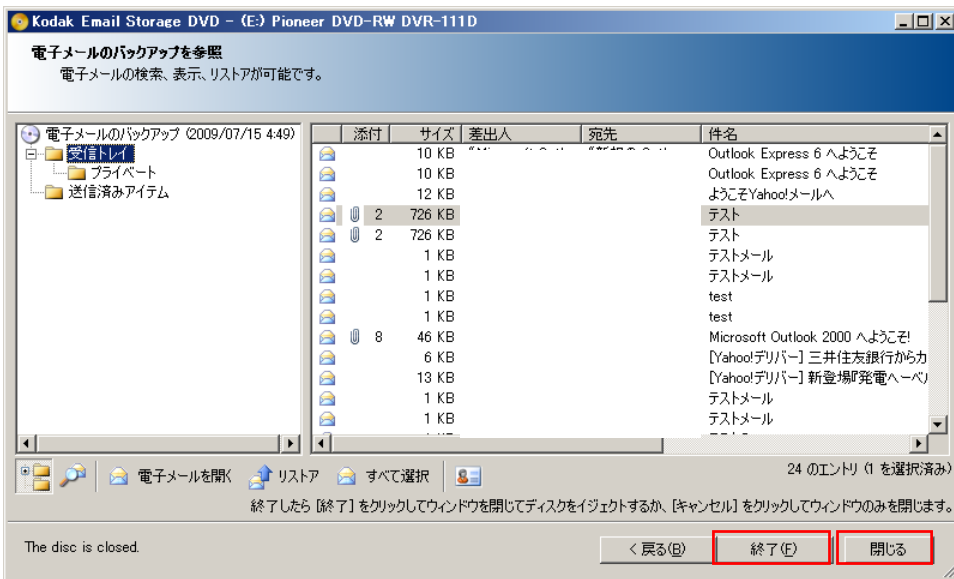 Kodak Email Storage DVD - (E:) Pioneer DVD-RW DVR-111D
電子メールのバックアップを参照
電子メールの検索、表示、リストアが可能です。
電子メールのバックアップ (2009/07/15 4:49)
受信トレイ
プライベート
送信済みアイテム
添付 サイズ 差出人 宛先 件名
10 KB Outlook Express 6 へようこそ
10 KB Outlook Express 6 へようこそ
12 KB ようこそYahoo!メールへ
2 726 KB テスト
2 726 KB テスト
1 KB テストメール
1 KB テストメール
1 KB test
1 KB test
8 46 KB Microsoft Outlook 2000 へようこそ!
6 KB [Yahoo!デリバー] 三井住友銀行からカ
13 KB [Yahoo!デリバー] 新登場『発電へーベル
1 KB テストメール
1 KB テストメール
電子メールを開く リストア すべて選択
24 のエントリ (1 を選択済み)
終了したら [終了] をクリックしてウィンドウを閉じてディスクをイジェクトするか、[キャンセル] をクリックしてウィンドウのみを閉じます。
The disc is closed.
< 戻る(B) 終了(F) 閉じる